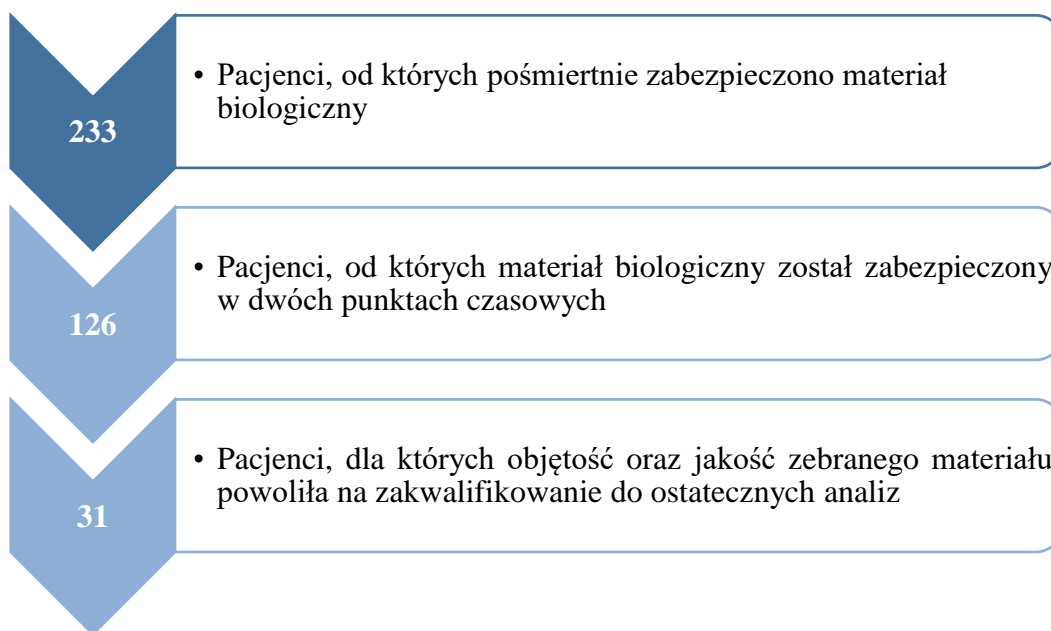 233
• Pacjenci, od których pośmiertnie zabezpieczono materiał
biologiczny
126
• Pacjenci, od których materiał biologiczny został zabezpieczony
w dwóch punktach czasowych
31
• Pacjenci, dla których objętość oraz jakość zebranego materiału
powoliła na zakwalifikowanie do ostatecznych analiz